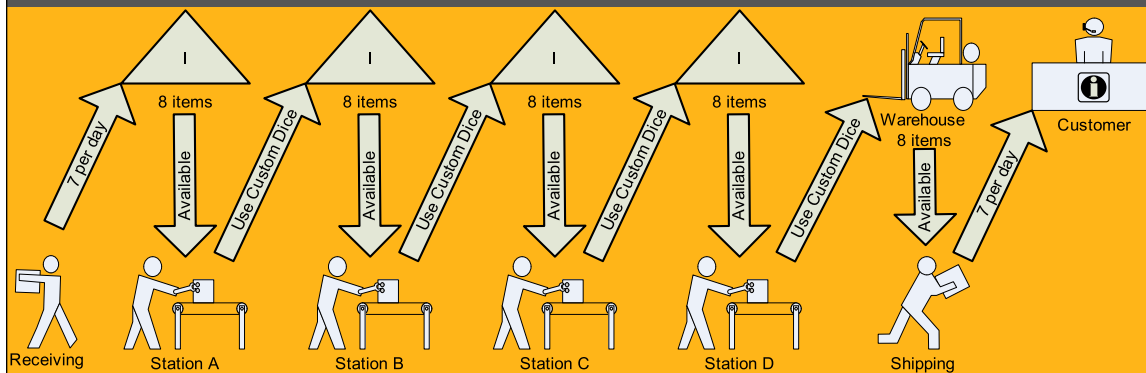 I
I
I
I
8 items
8 items
8 items
8 items
Warehouse
8 items
Customer
7 per day
Available
Use Custom Dice
Available
Use Custom Dice
Available
Use Custom Dice
Available
Use Custom Dice
Available
7 per day
i
Receiving
Station A
Station B
Station C
Station D
Shipping